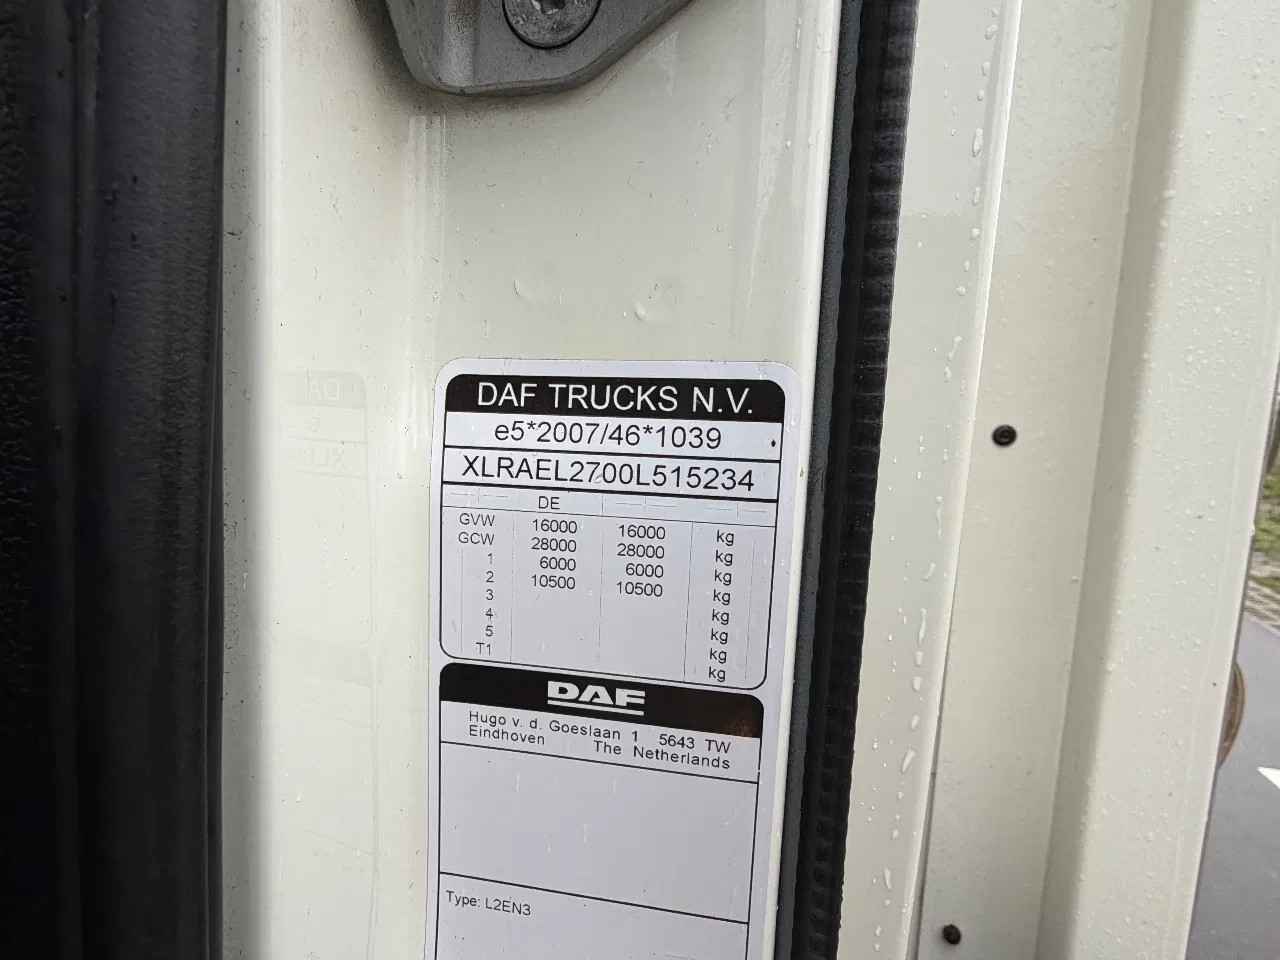 DAF TRUCKS N.V.
e5*2007/46*1039
XLRAEL2700L515234
DE
GVW 16000 16000 kg
GCW 28000 28000 kg
1 6000 6000 kg
2 10500 10500 kg
3 kg
4 kg
5 kg
T1 kg
DAF
Hugo v. d. Goeslaan 1 5643 TW
Eindhoven The Netherlands
Type: L2EN3